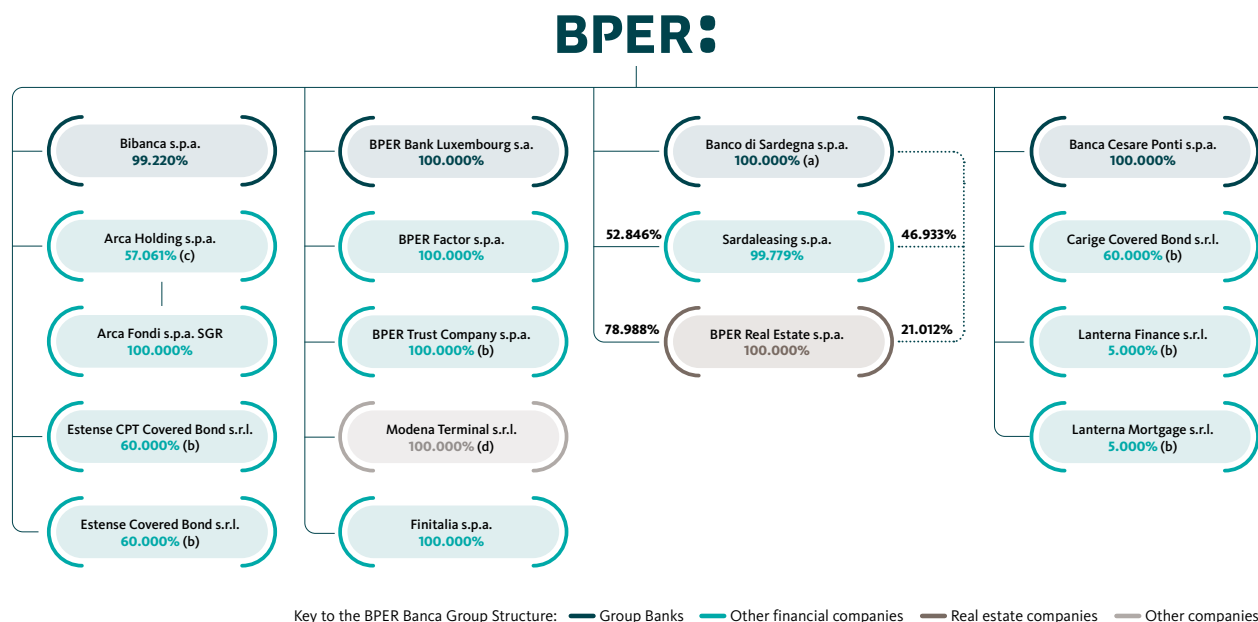 BPER:
Bibanca s.p.a.
99.220%
Arca Holding s.p.a.
57.061% (c)
Arca Fondi s.p.a. SGR
100.000%
Estense CPT Covered Bond s.r.l.
60.000% (b)
Estense Covered Bond s.r.l.
60.000% (b)
BPER Bank Luxembourg s.a.
100.000%
BPER Factor s.p.a.
100.000%
BPER Trust Company s.p.a.
100.000% (b)
Modena Terminal s.r.l.
100.000% (d)
Finitalia s.p.a.
100.000%
Banco di Sardegna s.p.a.
100.000% (a)
52.846%
Sardaleasing s.p.a.
99.779%
46.933%
78.988%
BPER Real Estate s.p.a.
100.000%
21.012%
Banca Cesare Ponti s.p.a.
100.000%
Carige Covered Bond s.r.l.
60.000% (b)
Lanterna Finance s.r.l.
5.000% (b)
Lanterna Mortgage s.r.l.
5.000% (b)
Key to the BPER Banca Group Structure: Group Banks Other financial companies Real estate companies Other companies